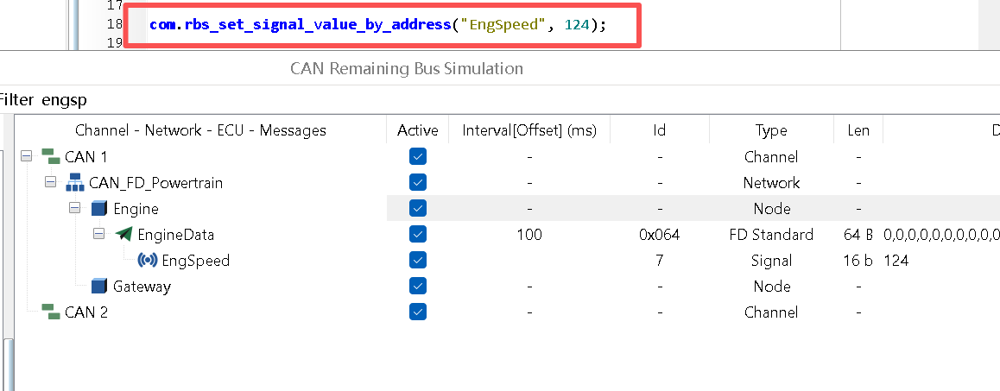 17
18 com.rbs_set_signal_value_by_address("EngSpeed", 124);
19
CAN Remaining Bus Simulation
Filter engsp
Channel - Network - ECU - Messages Active Interval[Offset] (ms) Id Type Len D
CAN 1 - - Channel -
CAN_FD_Powertrain - - Network -
Engine - - Node -
EngineData 100 0x064 FD Standard 64 B 0,0,0,0,0,0,0,0,0,0
EngSpeed 7 Signal 16 b 124
Gateway - - Node -
CAN 2 - - Channel -